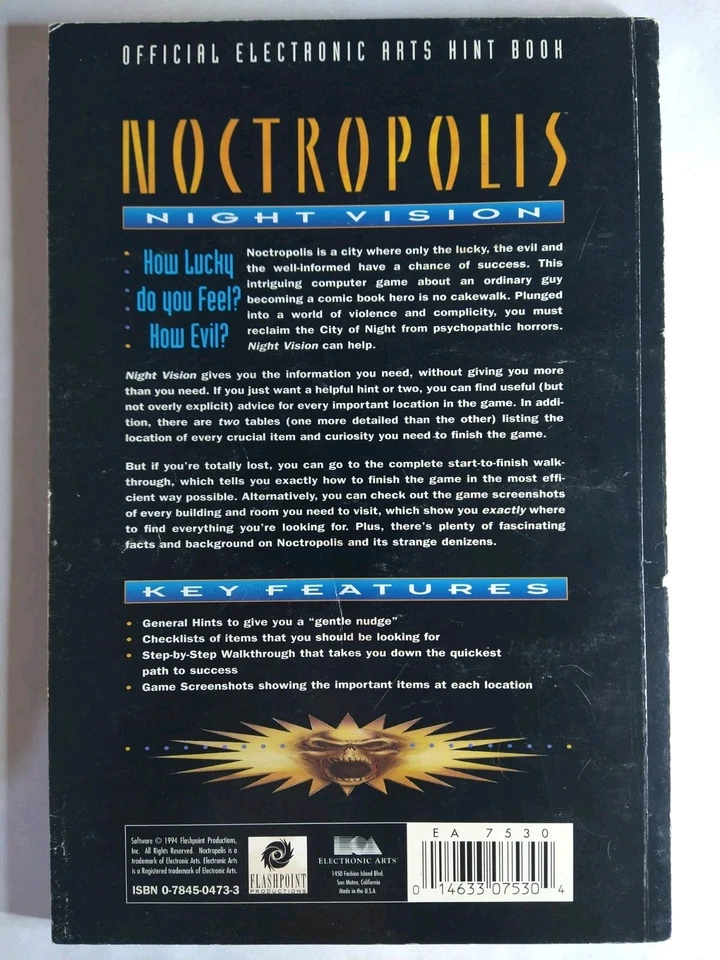 OFFICIAL ELECTRONIC ARTS HINT BOOK
NOCTROPOLIS™
NIGHT VISION
How Lucky
do you Feel?
How Evil?
Noctropolis is a city where only the lucky, the evil and
the well-informed have a chance of success. This
intriguing computer game about an ordinary guy
becoming a comic book hero is no cakewalk. Plunged
into a world of violence and complicity, you must
reclaim the City of Night from psychopathic horrors.
Night Vision can help.
Night Vision gives you the information you need, without giving you more
than you need. If you just want a helpful hint or two, you can find useful (but
not overly explicit) advice for every important location in the game. In addi-
tion, there are two tables (one more detailed than the other) listing the
location of every crucial item and curiosity you need to finish the game.
But if you're totally lost, you can go to the complete start-to-finish walk-
through, which tells you exactly how to finish the game in the most effi-
cient way possible. Alternatively, you can check out the game screenshots
of every building and room you need to visit, which show you exactly where
to find everything you're looking for. Plus, there's plenty of fascinating
facts and background on Noctropolis and its strange denizens.
KEY FEATURES
• General Hints to give you a "gentle nudge"
• Checklists of items that you should be looking for
• Step-by-Step Walkthrough that takes you down the quickest
path to success
• Game Screenshots showing the important items at each location
Software © 1994 Flashpoint Productions,
Inc. All Rights Reserved. Noctropolis is a
trademark of Electronic Arts. Electronic Arts
is a Registered trademark of Electronic Arts.
ISBN 0-7845-0473-3
FLASHPOINT
PRODUCTIONS
ELECTRONIC ARTS®
1450 Fashion Island Blvd.
San Mateo, California
Made in the U.S.A.
EA 7530
0 14633 07530 4